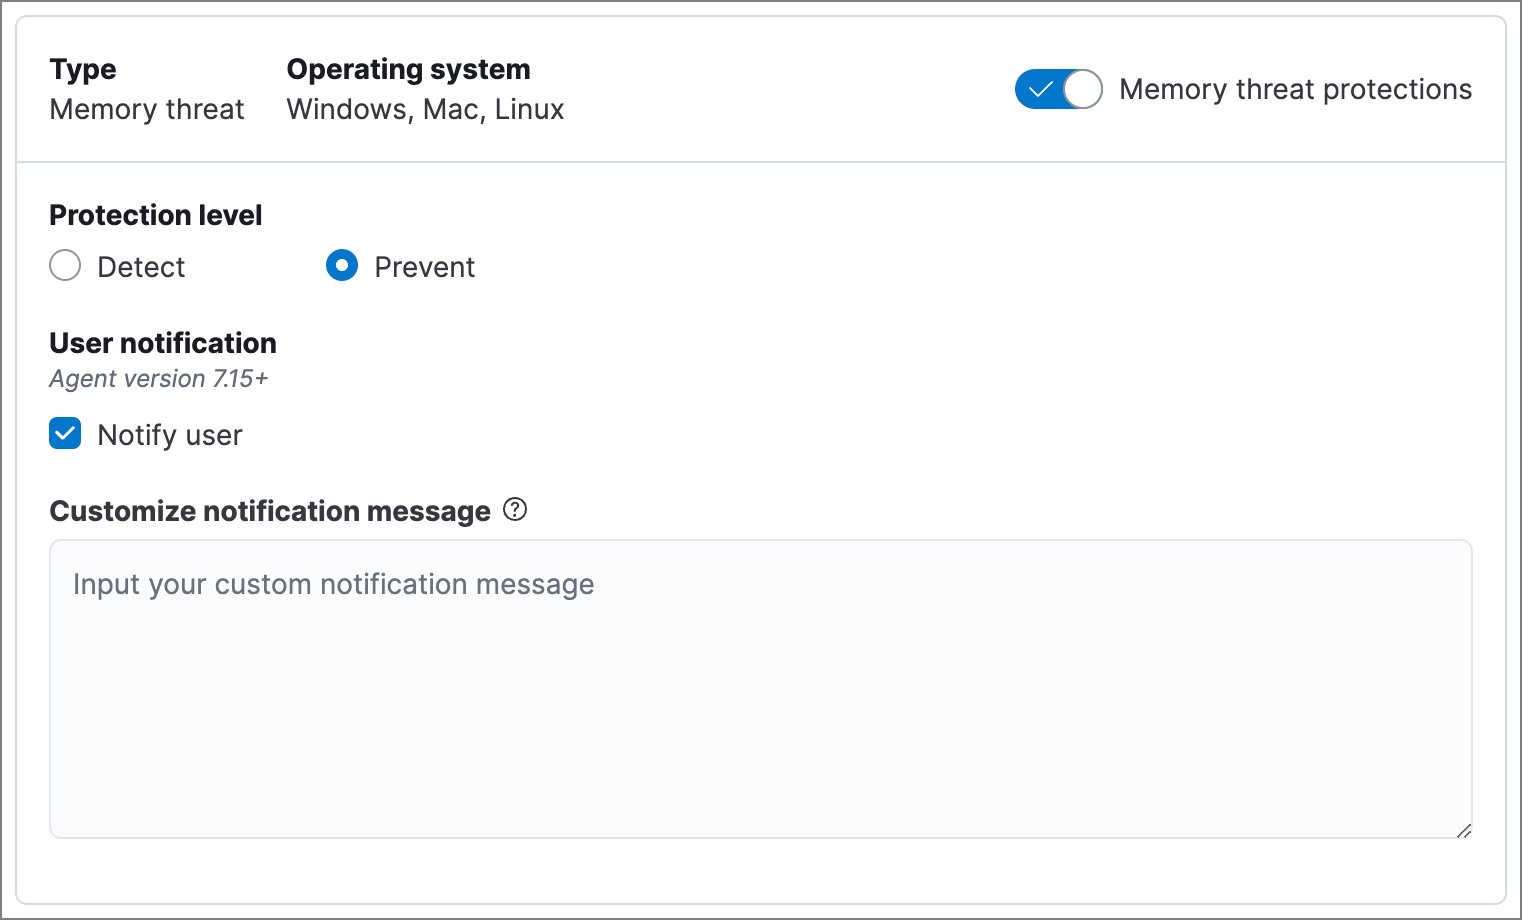 Type
Memory threat
Operating system
Windows, Mac, Linux
Memory threat protections
Protection level
Detect
Prevent
User notification
Agent version 7.15+
Notify user
Customize notification message ?
Input your custom notification message